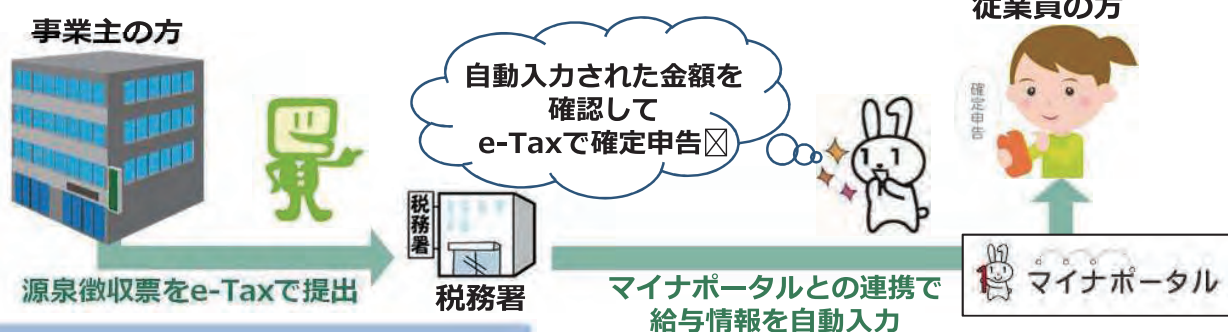 従業員の方
事業主の方
自動入力された金額を
確認して
e-Taxで確定申告☒
確定申告
税務署
源泉徴収票をe-Taxで提出
税務署
マイナポータルとの連携で
給与情報を自動入力
マイナポータル